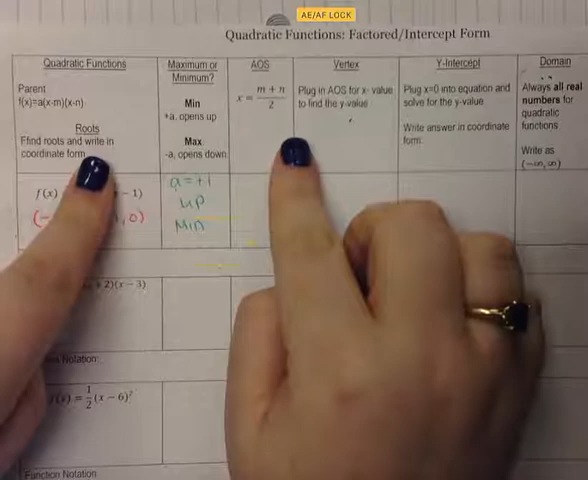 AE/AF LOCK
Quadratic Functions: Factored/Intercept Form
Quadratic Functions
Parent
f(x)=a(x-m)(x-n)
Roots
Ffind roots and write in
coordinate form
Maximum or
Minimum?
Min
+a, opens up
Max
-a, opens down
AOS
x = m + n
2
Vertex
Plug in AOS for x- value
to find the y-value
Y-Intercept
Plug x=0 into equation and
solve for the y-value
Write answer in coordinate
form.
Domain
Always all real
numbers for
quadratic
functions
Write as
(-∞, ∞)
f(x) - 1)
(- , 0)
a = +1
up
Min
+ 2)(x - 3)
Notation:
f(x) = 1/2 (x - 6)²
Function Notation